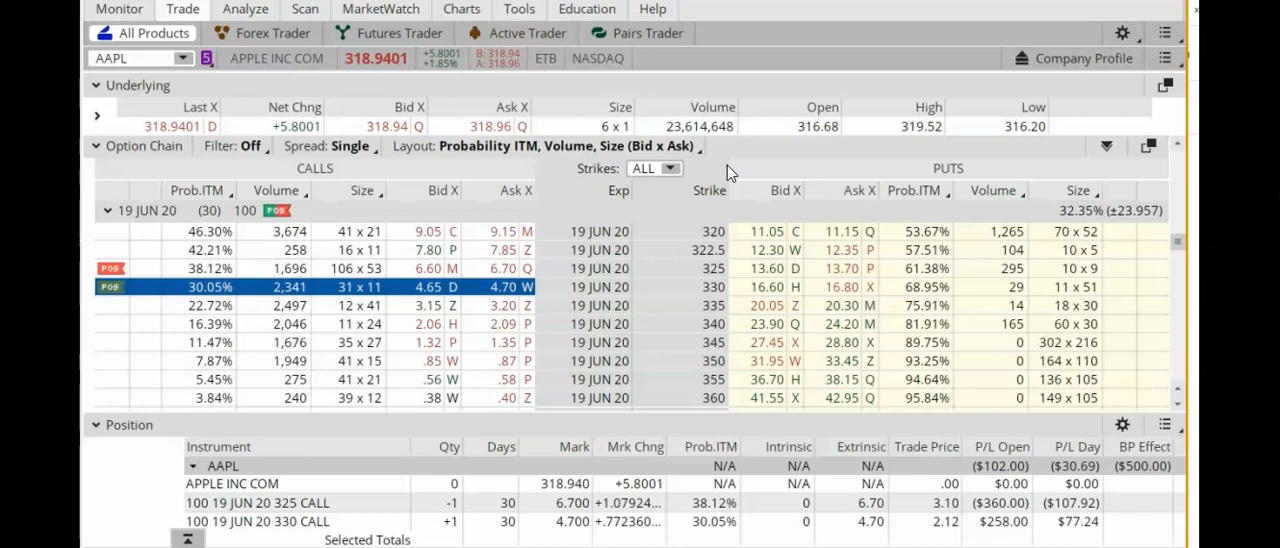 Monitor Trade Analyze Scan MarketWatch Charts Tools Education Help
All Products Forex Trader Futures Trader Active Trader Pairs Trader
AAPL 5 APPLE INC COM 318.9401 +5.8001 +1.85% B: 318.94 A: 318.96 ETB NASDAQ Company Profile
Underlying
Last X Net Chng Bid X Ask X Size Volume Open High Low
318.9401 D +5.8001 318.94 Q 318.96 Q 6 x 1 23,614,648 316.68 319.52 316.20
Option Chain Filter: Off Spread: Single Layout: Probability ITM, Volume, Size (Bid x Ask)
CALLS Strikes: ALL PUTS
Prob.ITM Volume Size Bid X Ask X Exp Strike Bid X Ask X Prob.ITM Volume Size
19 JUN 20 (30) 100 POS 32.35% (±23.957)
46.30% 3,674 41 x 21 9.05 C 9.15 M 19 JUN 20 320 11.05 C 11.15 Q 53.67% 1,265 70 x 52
42.21% 258 16 x 11 7.80 P 7.85 Z 19 JUN 20 322.5 12.30 W 12.35 P 57.51% 104 10 x 5
POS 38.12% 1,696 106 x 53 6.60 M 6.70 Q 19 JUN 20 325 13.60 D 13.70 P 61.38% 295 10 x 9
POS 30.05% 2,341 31 x 11 4.65 D 4.70 W 19 JUN 20 330 16.60 H 16.80 X 68.95% 29 11 x 51
22.72% 2,497 12 x 41 3.15 Z 3.20 Z 19 JUN 20 335 20.05 Z 20.30 M 75.91% 14 18 x 30
16.39% 2,046 11 x 24 2.06 H 2.09 P 19 JUN 20 340 23.90 Q 24.20 M 81.91% 165 60 x 30
11.47% 1,676 35 x 27 1.32 P 1.35 P 19 JUN 20 345 27.45 X 28.80 X 89.75% 0 302 x 216
7.87% 1,949 41 x 15 .85 W .87 P 19 JUN 20 350 31.95 W 33.45 Z 93.25% 0 164 x 110
5.45% 275 41 x 21 .56 W .58 P 19 JUN 20 355 36.70 H 38.15 Q 94.64% 0 136 x 105
3.84% 240 39 x 12 .38 W .40 Z 19 JUN 20 360 41.55 X 42.95 Q 95.84% 0 149 x 105
Position
Instrument Qty Days Mark Mrk Chng Prob.ITM Intrinsic Extrinsic Trade Price P/L Open P/L Day BP Effect
AAPL N/A N/A N/A ($102.00) ($30.69) ($500.00)
APPLE INC COM 0 318.940 +5.8001 N/A N/A N/A .00 $0.00 $0.00
100 19 JUN 20 325 CALL -1 30 6.700 +1.07924... 38.12% 0 6.70 3.10 ($360.00) ($107.92)
100 19 JUN 20 330 CALL +1 30 4.700 +.772360... 30.05% 0 4.70 2.12 $258.00 $77.24
Selected Totals